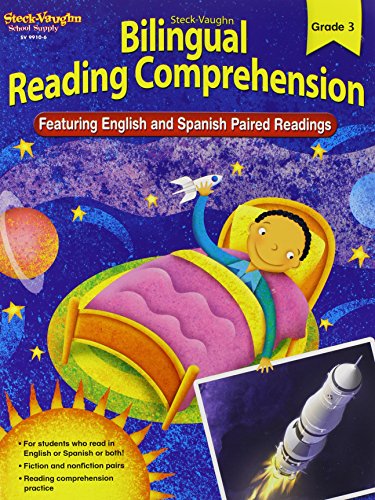 Steck-Vaughn
School Supply
SV 9910-6
Steck-Vaughn
Grade 3
Bilingual
Reading Comprehension
Featuring English and Spanish Paired Readings
• For students who read in
English or Spanish or both!
• Fiction and nonfiction pairs
• Reading comprehension
practice